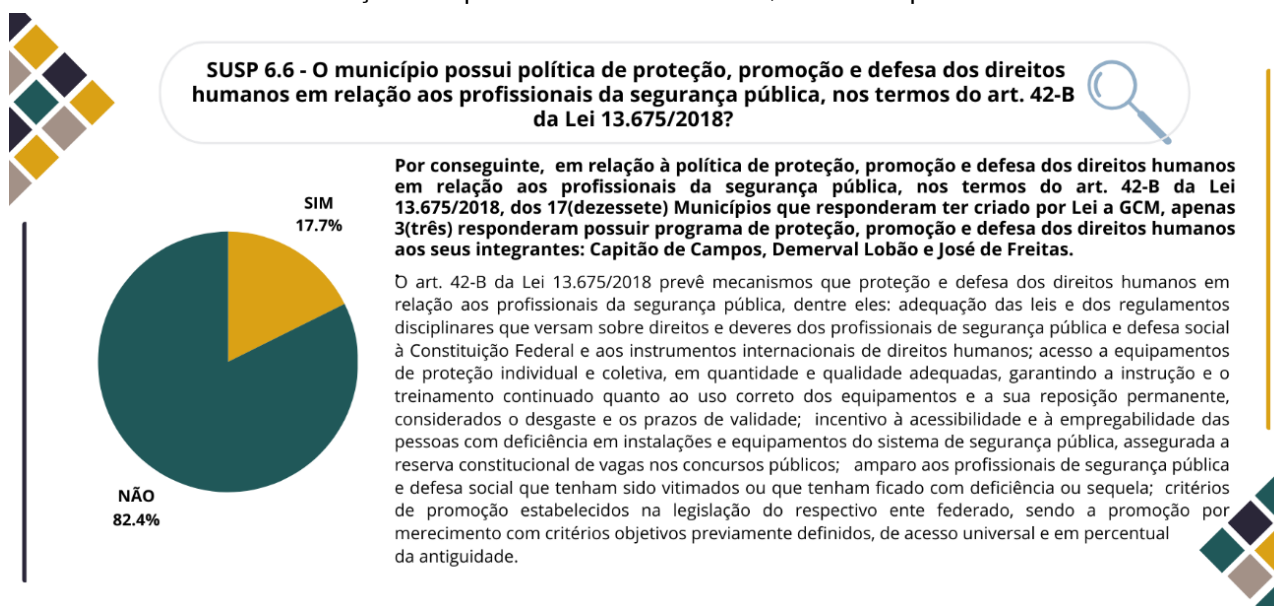 SUSP 6.6 - O município possui política de proteção, promoção e defesa dos direitos
humanos em relação aos profissionais da segurança pública, nos termos do art. 42-B
da Lei 13.675/2018?
Por conseguinte, em relação à política de proteção, promoção e defesa dos direitos humanos
em relação aos profissionais da segurança pública, nos termos do art. 42-B da Lei
13.675/2018, dos 17(dezessete) Municípios que responderam ter criado por Lei a GCM, apenas
3(três) responderam possuir programa de proteção, promoção e defesa dos direitos humanos
aos seus integrantes: Capitão de Campos, Demerval Lobão e José de Freitas.
SIM
17.7%
NÃO
82.4%
O art. 42-B da Lei 13.675/2018 prevê mecanismos que proteção e defesa dos direitos humanos em
relação aos profissionais da segurança pública, dentre eles: adequação das leis e dos regulamentos
disciplinares que versam sobre direitos e deveres dos profissionais de segurança pública e defesa social
à Constituição Federal e aos instrumentos internacionais de direitos humanos; acesso a equipamentos
de proteção individual e coletiva, em quantidade e qualidade adequadas, garantindo a instrução e o
treinamento continuado quanto ao uso correto dos equipamentos e a sua reposição permanente,
considerados o desgaste e os prazos de validade; incentivo à acessibilidade e à empregabilidade das
pessoas com deficiência em instalações e equipamentos do sistema de segurança pública, assegurada a
reserva constitucional de vagas nos concursos públicos; amparo aos profissionais de segurança pública
e defesa social que tenham sido vitimados ou que tenham ficado com deficiência ou sequela; critérios
de promoção estabelecidos na legislação do respectivo ente federado, sendo a promoção por
merecimento com critérios objetivos previamente definidos, de acesso universal e em percentual
da antiguidade.